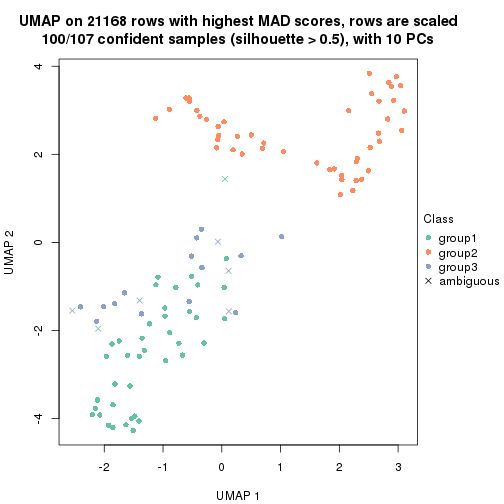 UMAP on 21168 rows with highest MAD scores, rows are scaled
100/107 confident samples (silhouette > 0.5), with 10 PCs
4
2
0
-2
-4
UMAP 2
-2
-1
0
1
2
3
UMAP 1
Class
group1
group2
group3
ambiguous